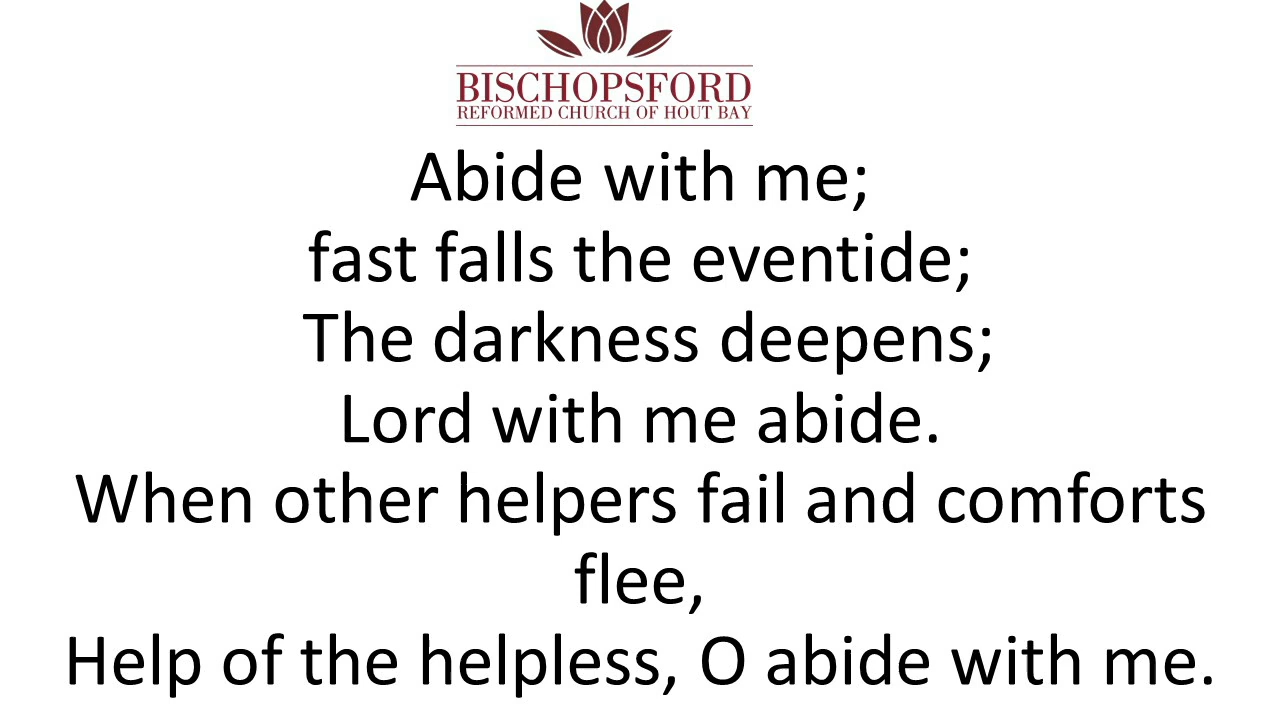 BISCHOPSFORD
REFORMED CHURCH OF HOUT BAY
Abide with me;
fast falls the eventide;
The darkness deepens;
Lord with me abide.
When other helpers fail and comforts
flee,
Help of the helpless, O abide with me.